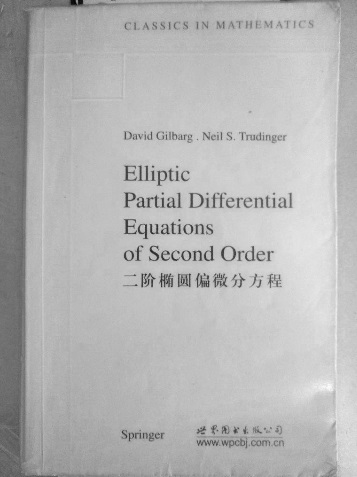 CLASSICS IN MATHEMATICS
David Gilbarg . Neil S. Trudinger
Elliptic
Partial Differential
Equations
of Second Order
二阶椭圆偏微分方程
Springer
世界图书出版公司
www.wpcbj.com.cn